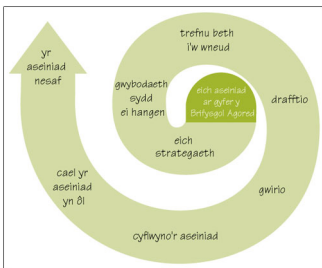 eich aseiniad
ar gyfer y
Brifysgol Agored
eich
strategaeth
gwybodaeth
sydd
ei hangen
trefnu beth
i'w wneud
drafftio
gwirio
cyflwyno'r aseiniad
cael yr
aseiniad
yn ôl
yr
aseiniad
nesaf